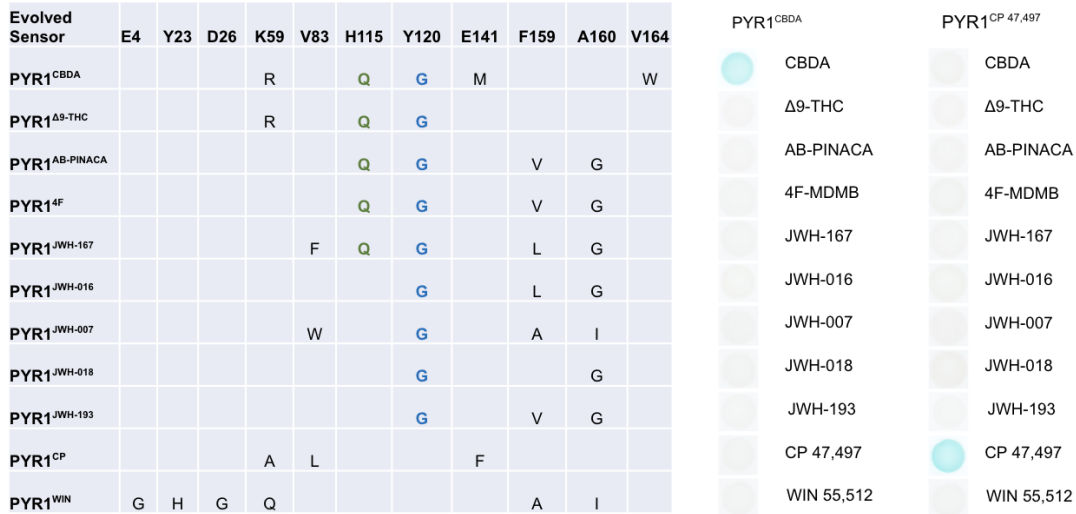 Evolved
Sensor E4 Y23 D26 K59 V83 H115 Y120 E141 F159 A160 V164
PYR1CBDA R Q G M W
PYR1Δ9-THC R Q G
PYR1AB-PINACA Q G V G
PYR14F Q G V G
PYR1JWH-167 F Q G L G
PYR1JWH-016 G L G
PYR1JWH-007 W G A I
PYR1JWH-018 G G
PYR1JWH-193 G V G
PYR1CP A L F
PYR1WIN G H G Q A I
PYR1CBDA
CBDA
Δ9-THC
AB-PINACA
4F-MDMB
JWH-167
JWH-016
JWH-007
JWH-018
JWH-193
CP 47,497
WIN 55,512
PYR1CP 47,497
CBDA
Δ9-THC
AB-PINACA
4F-MDMB
JWH-167
JWH-016
JWH-007
JWH-018
JWH-193
CP 47,497
WIN 55,512